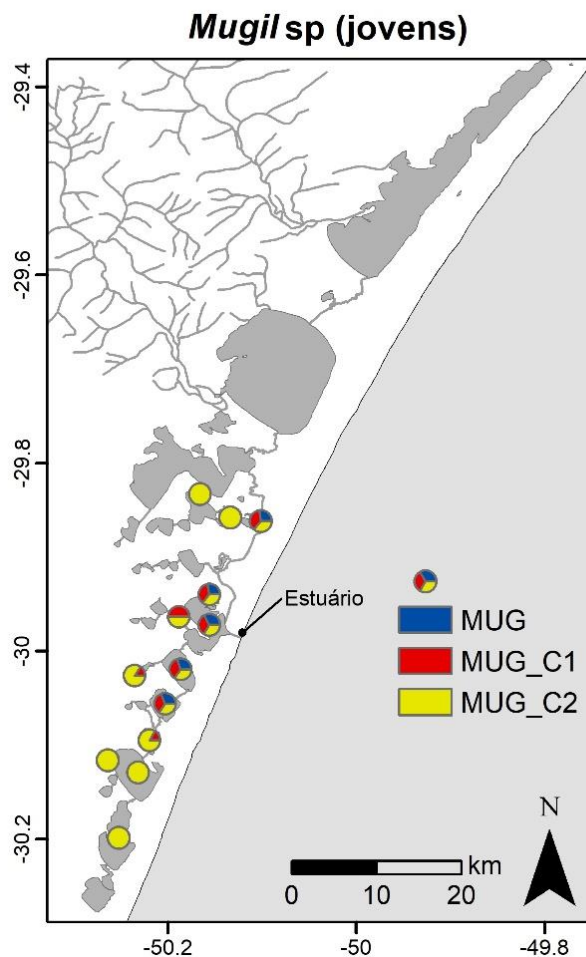 Mugil sp (jovens)
-29.4
-29.6
-29.8
-30
-30.2
Estuário
MUG
MUG_C1
MUG_C2
N
km
0 10 20
-50.2 -50 -49.8